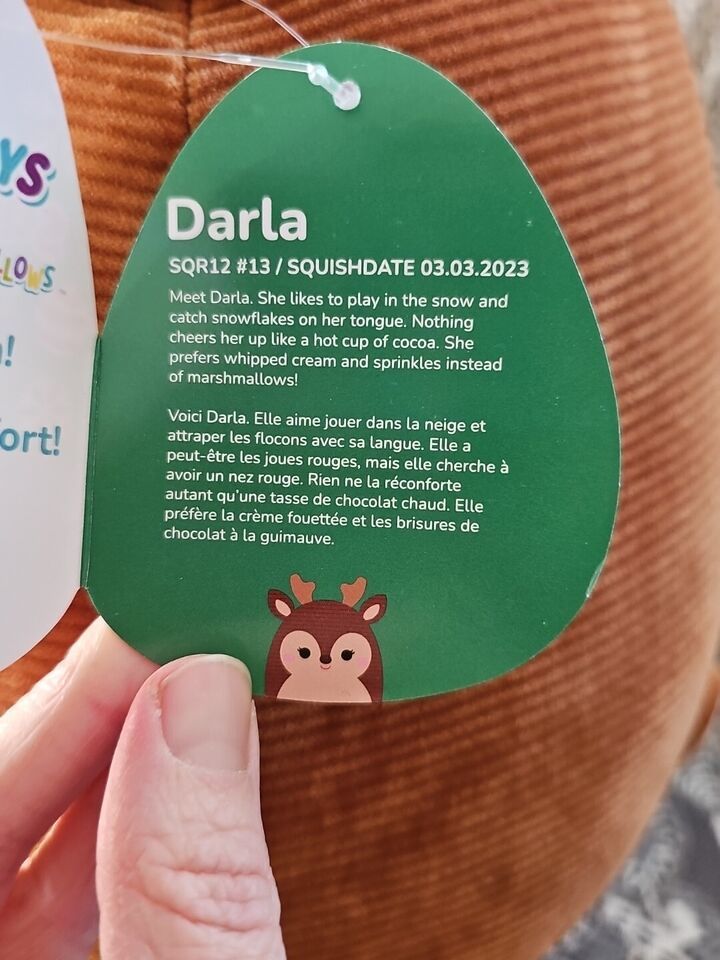 YS
LOWS
!
ort!
Darla
SQR12 #13 / SQUISHDATE 03.03.2023
Meet Darla. She likes to play in the snow and
catch snowflakes on her tongue. Nothing
cheers her up like a hot cup of cocoa. She
prefers whipped cream and sprinkles instead
of marshmallows!
Voici Darla. Elle aime jouer dans la neige et
attraper les flocons avec sa langue. Elle a
peut-être les joues rouges, mais elle cherche à
avoir un nez rouge. Rien ne la réconforte
autant qu'une tasse de chocolat chaud. Elle
préfère la crème fouettée et les brisures de
chocolat à la guimauve.